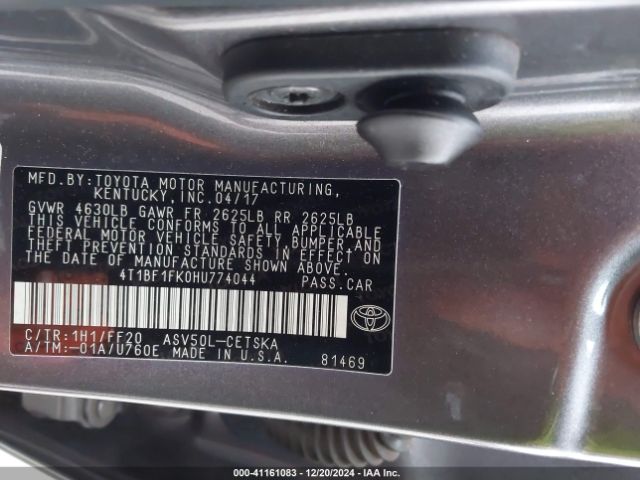 MFD.BY:TOYOTA MOTOR MANUFACTURING,
KENTUCKY,INC.04/17
GVWR 4630LB GAWR FR 2625LB RR 2625LB
THIS VEHICLE CONFORMS TO ALL APPLICABLE
FEDERAL MOTOR VEHICLE SAFETY BUMPER,AND
THEFT PREVENTION STANDARDS IN EFFECT ON
THE DATE OF MANUFACTURE SHOWN ABOVE.
4T1BF1FK0HU774044 PASS.CAR
C/TR:1H1/FF20 ASV50L-CETSKA
A/TM:-01A/U760E MADE IN U.S.A. 81469
000-41161083 — 12/20/2024 — IAA Inc.